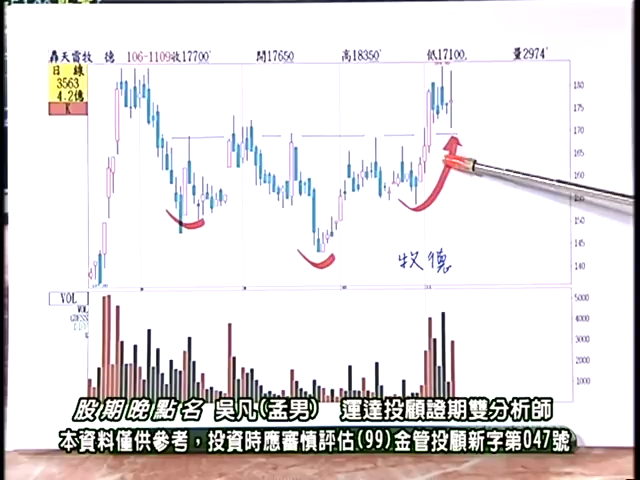 轟天雷牧 德 106-1109收17700 開17650 高18350 低17100 量2974
日 線
3563
4.2億
K
180
175
170
165
160
155
150
145
140
牧德
VOL
5000
4000
3000
2000
1000
股期晚點名 吳凡(孟男) 運達投顧證期雙分析師
本資料僅供參考，投資時應審慎評估(99)金管投顧新字第047號